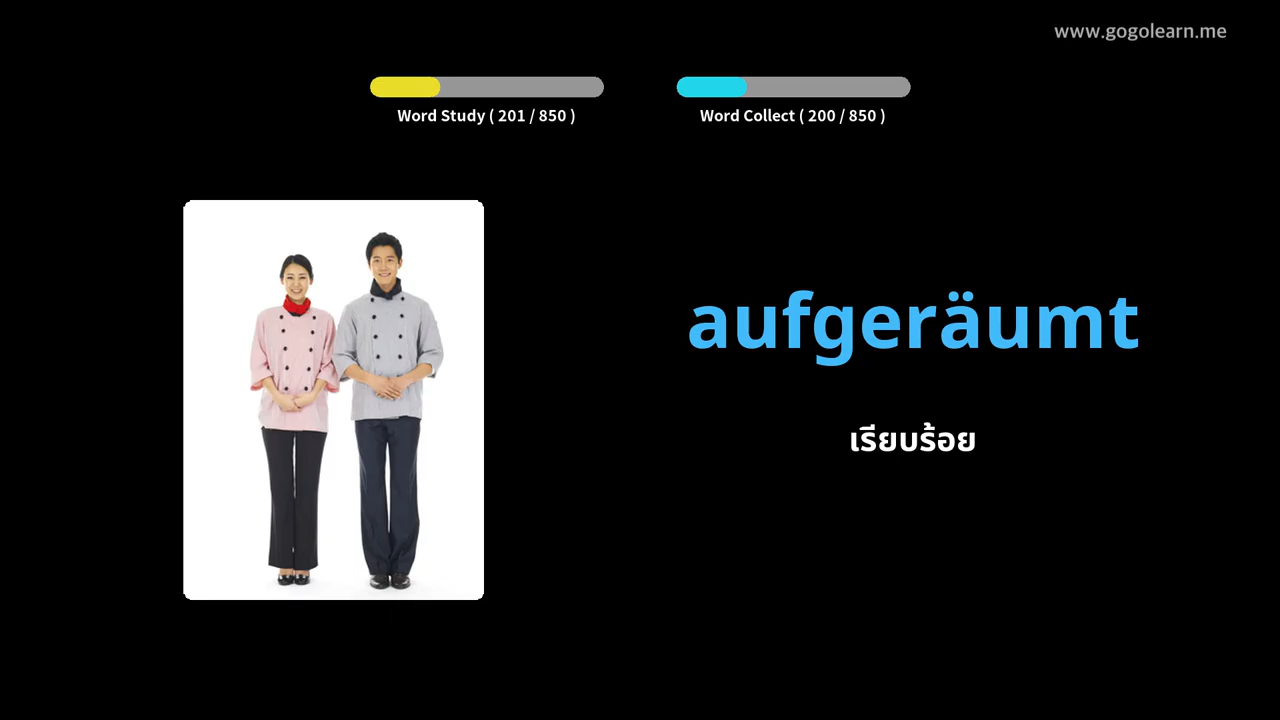 www.gogolearn.me
Word Study ( 201 / 850 )
Word Collect ( 200 / 850 )
aufgeräumt
เรียบร้อย